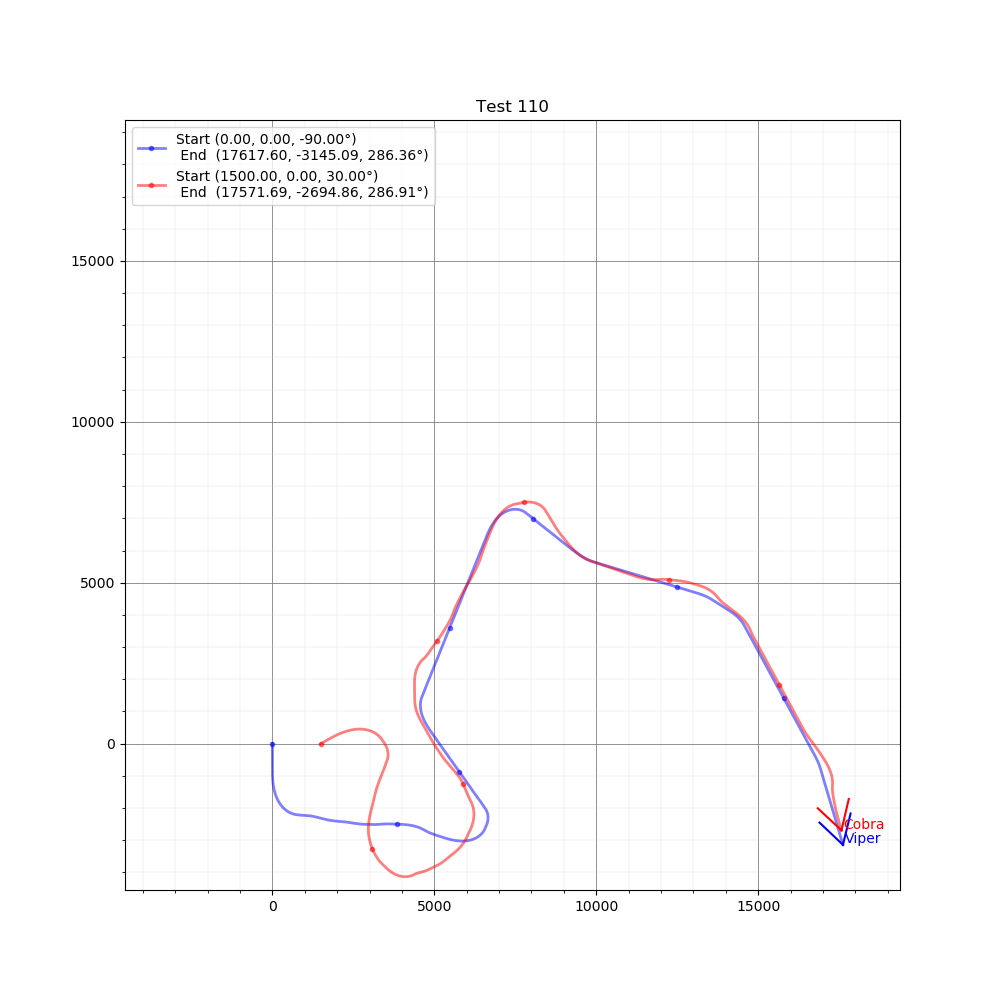 Test 110
Start (0.00, 0.00, -90.00°)
End  (17617.60, -3145.09, 286.36°)
Start (1500.00, 0.00, 30.00°)
End  (17571.69, -2694.86, 286.91°)
15000
10000
5000
0
Cobra
Viper
0
5000
10000
15000